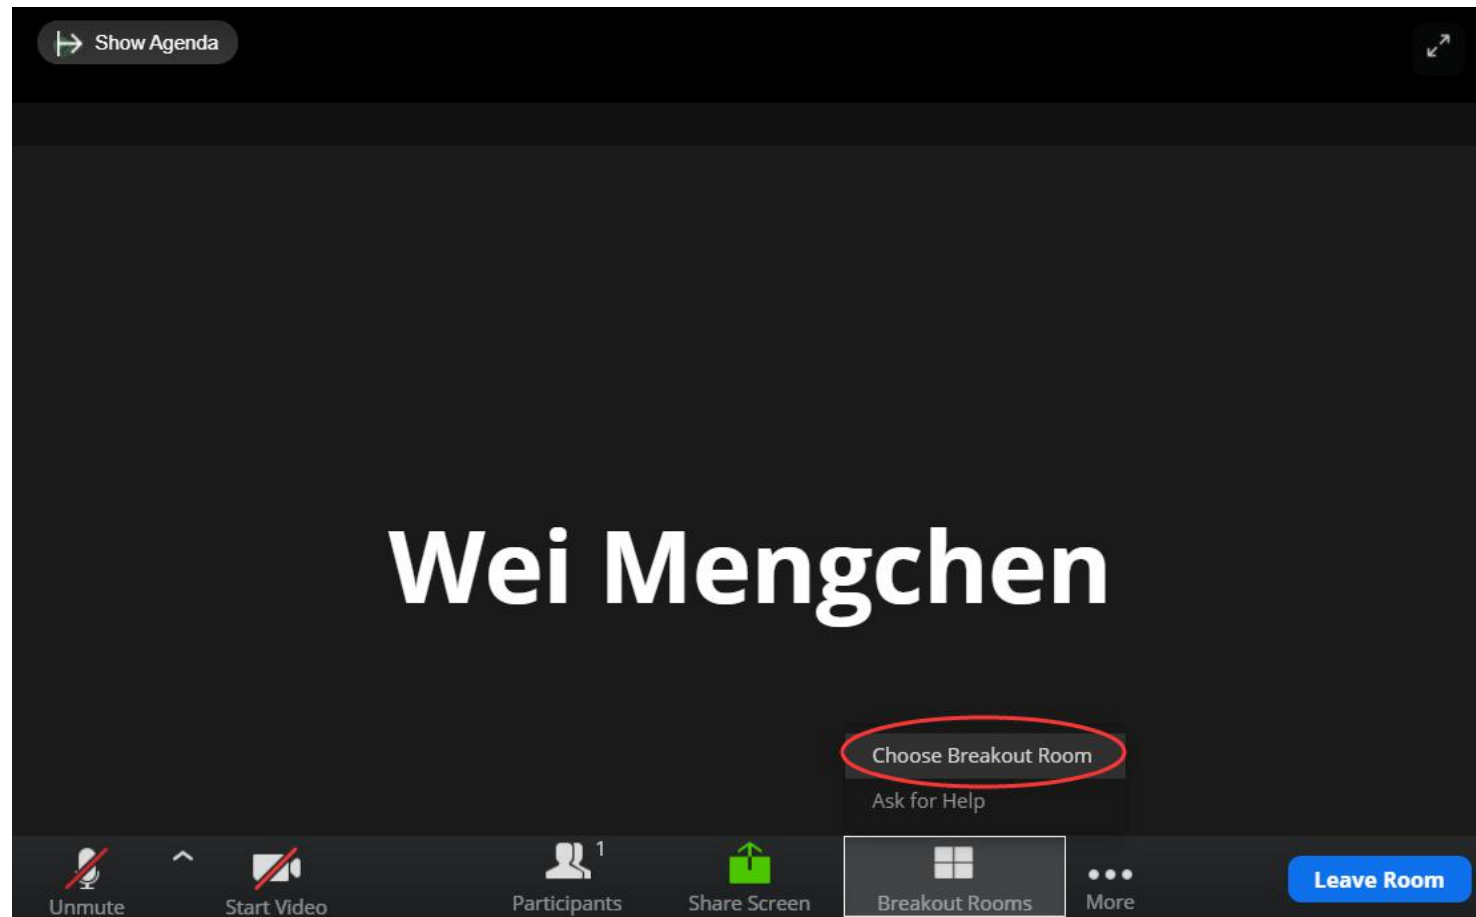 Show Agenda
Wei Mengchen
Choose Breakout Room
Ask for Help
Unmute
Start Video
Participants 1
Share Screen
Breakout Rooms
More
Leave Room